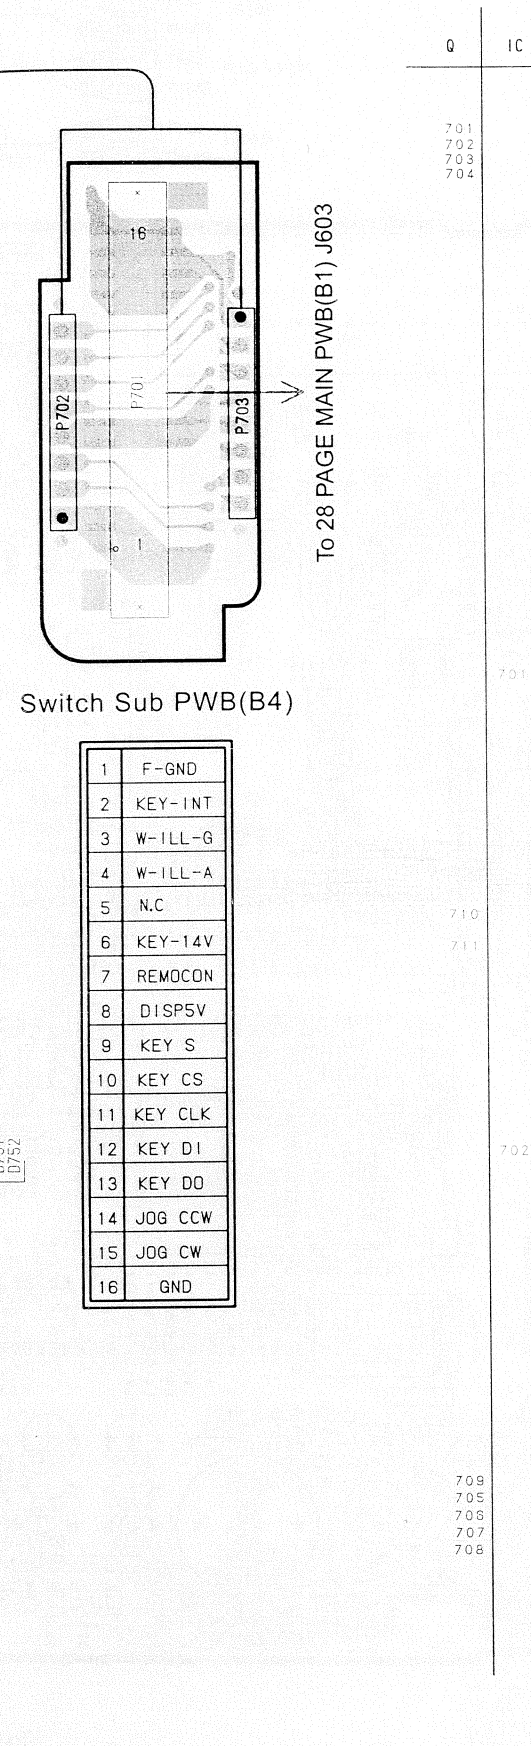 Q IC
701
702
703
704
16
P701
P702
P703
1
To 28 PAGE MAIN PWB(B1) J603
701
Switch Sub PWB(B4)
1 F-GND
2 KEY-INT
3 W-ILL-G
4 W-ILL-A
5 N.C
6 KEY-14V
7 REMOCON
8 DISP5V
9 KEY S
10 KEY CS
11 KEY CLK
12 KEY DI
13 KEY DO
14 JOG CCW
15 JOG CW
16 GND
710
711
D752
702
709
705
706
707
708